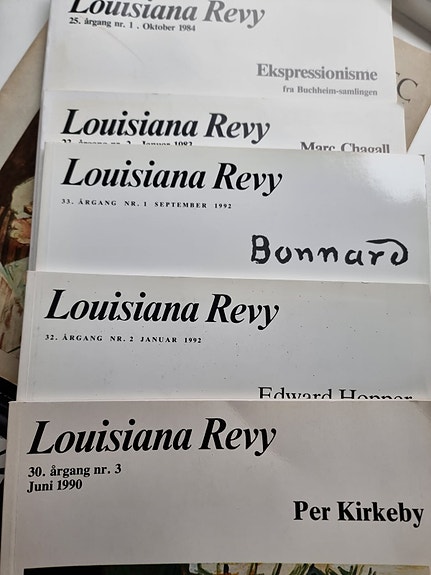 Louisiana Revy
25. årgang nr. 1 . Oktober 1984
Ekspressionisme
fra Buchheim-samlingen
Louisiana Revy
Januar 1983
Marc Chagall
Louisiana Revy
33. ÅRGANG NR. 1 SEPTEMBER 1992
Bonnard
Louisiana Revy
32. ÅRGANG NR. 2 JANUAR 1992
Edward Hopper
Louisiana Revy
30. årgang nr. 3
Juni 1990
Per Kirkeby